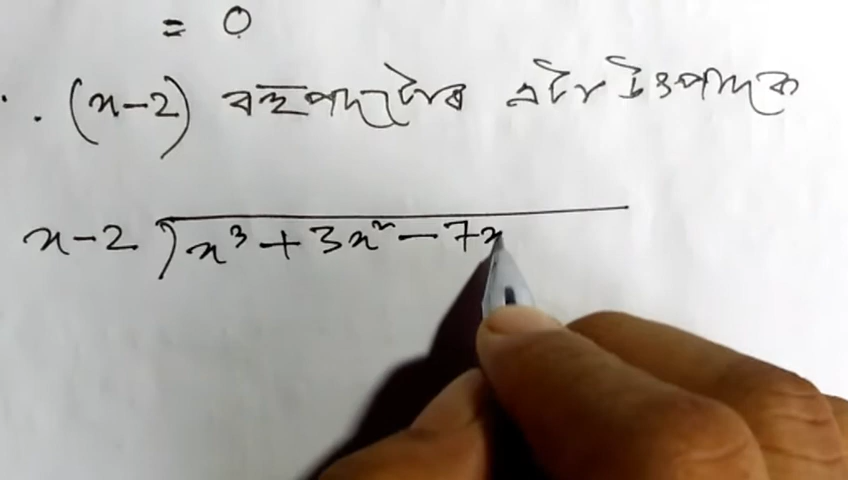 = 0
∴ (x-2) বহুপদটোৰ এটা উৎপাদক
x-2 ) x³ + 3x² - 7x